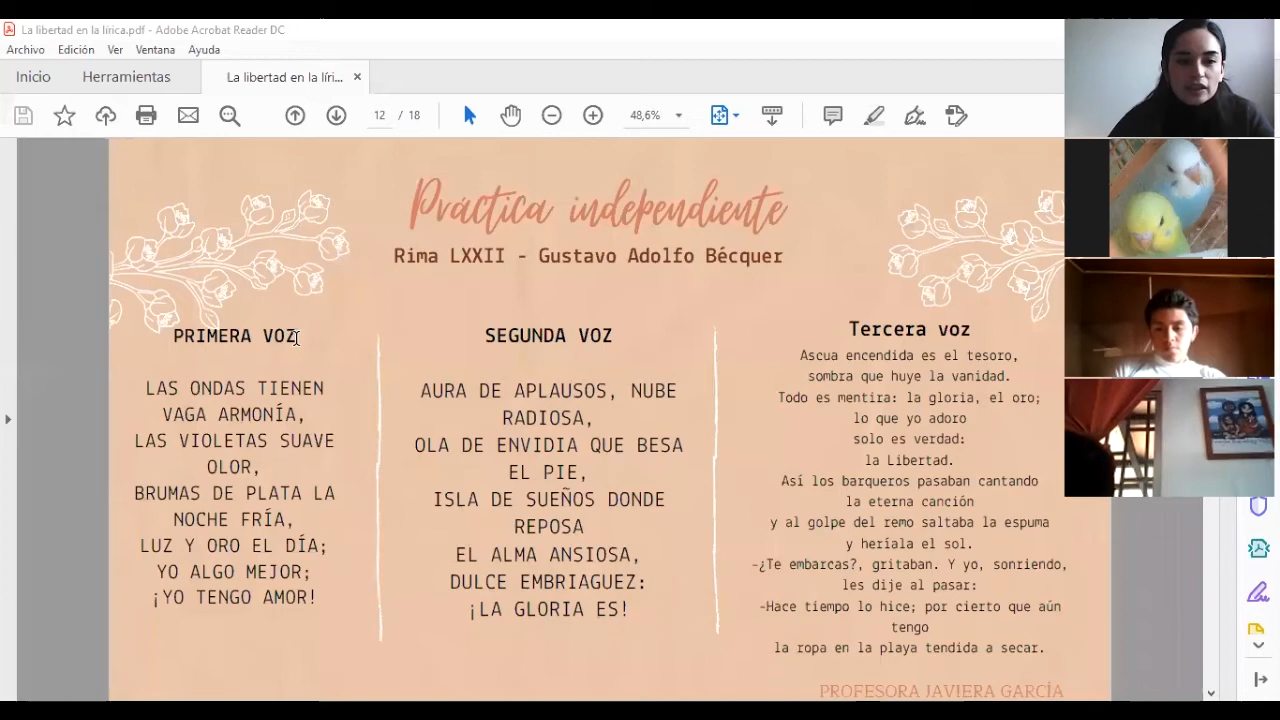 La libertad en la lírica.pdf - Adobe Acrobat Reader DC
Archivo Edición Ver Ventana Ayuda
Inicio Herramientas La libertad en la líri... ×
12 / 18 48,6%
Práctica independiente
Rima LXXII - Gustavo Adolfo Bécquer
PRIMERA VOZ
LAS ONDAS TIENEN
VAGA ARMONÍA,
LAS VIOLETAS SUAVE
OLOR,
BRUMAS DE PLATA LA
NOCHE FRÍA,
LUZ Y ORO EL DÍA;
YO ALGO MEJOR;
¡YO TENGO AMOR!
SEGUNDA VOZ
AURA DE APLAUSOS, NUBE
RADIOSA,
OLA DE ENVIDIA QUE BESA
EL PIE,
ISLA DE SUEÑOS DONDE
REPOSA
EL ALMA ANSIOSA,
DULCE EMBRIAGUEZ:
¡LA GLORIA ES!
Tercera voz
Ascua encendida es el tesoro,
sombra que huye la vanidad.
Todo es mentira: la gloria, el oro;
lo que yo adoro
solo es verdad:
la Libertad.
Así los barqueros pasaban cantando
la eterna canción
y al golpe del remo saltaba la espuma
y heríala el sol.
-¿Te embarcas?, gritaban. Y yo, sonriendo,
les dije al pasar:
-Hace tiempo lo hice; por cierto que aún
tengo
la ropa en la playa tendida a secar.
PROFESORA JAVIERA GARCÍA